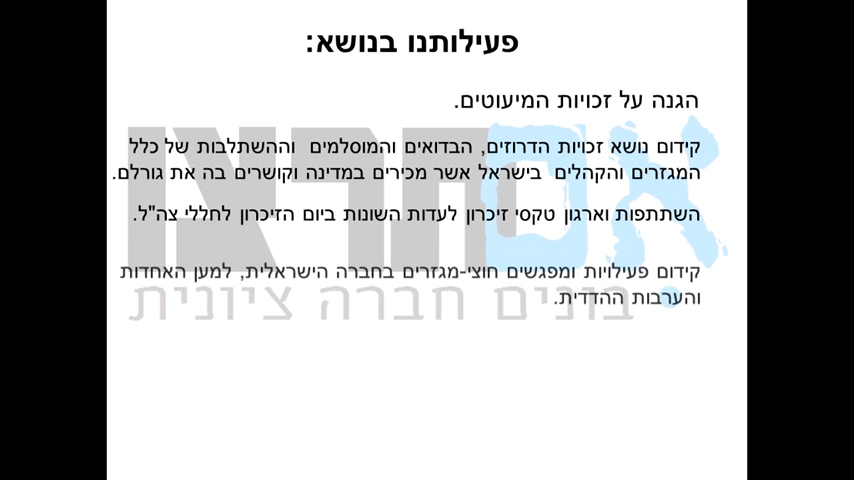 פעילותנו בנושא:
הגנה על זכויות המיעוטים.
קידום נושא זכויות הדרוזים, הבדואים והמוסלמים וההשתלבות של כלל
המגזרים והקהלים בישראל אשר מכירים במדינה וקושרים בה את גורלם.
השתתפות וארגון טקסי זיכרון לעדות השונות ביום הזיכרון לחללי צה"ל.
קידום פעילויות ומפגשים חוצי-מגזרים בחברה הישראלית, למען האחדות
והערבות ההדדית.
אם תרצו
בונים חברה ציונית